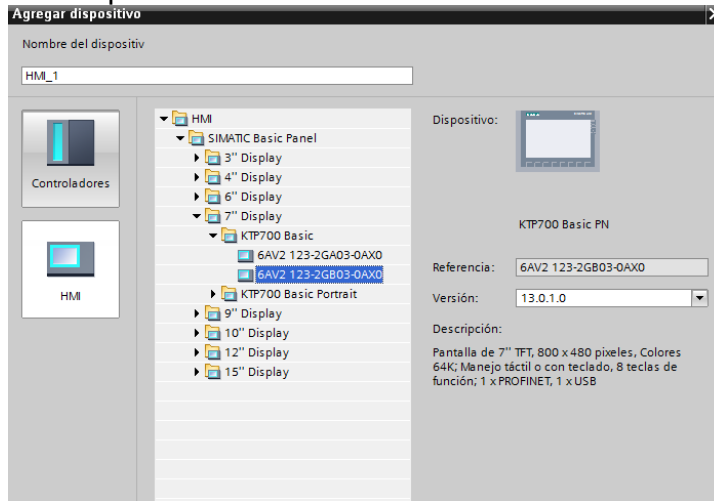 Agregar dispositivo
Nombre del dispositiv
HMI_1
Controladores
HMI
HMI
SIMATIC Basic Panel
3'' Display
4'' Display
6'' Display
7'' Display
KTP700 Basic
6AV2 123-2GA03-0AX0
6AV2 123-2GB03-0AX0
KTP700 Basic Portrait
9'' Display
10'' Display
12'' Display
15'' Display
Dispositivo:
KTP700 Basic PN
Referencia: 6AV2 123-2GB03-0AX0
Versión: 13.0.1.0
Descripción:
Pantalla de 7'' TFT, 800 x 480 pixeles, Colores
64K; Manejo táctil o con teclado, 8 teclas de
función; 1 x PROFINET, 1 x USB